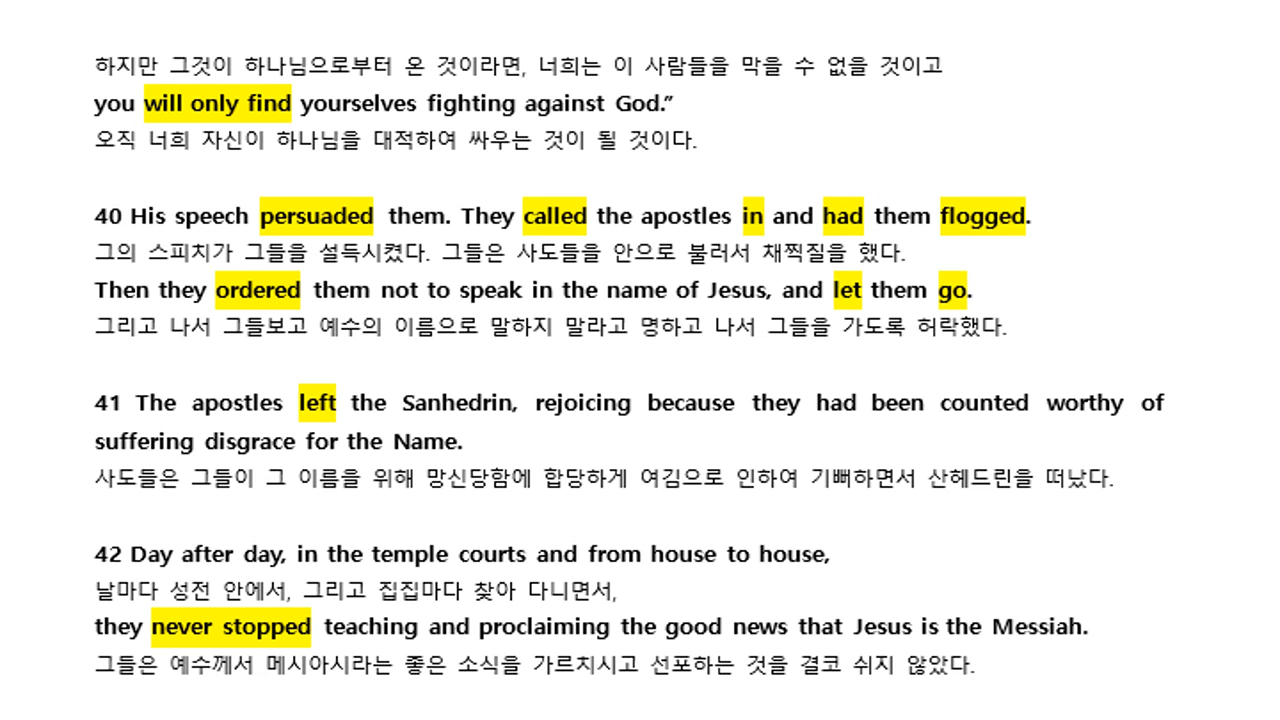 하지만 그것이 하나님으로부터 온 것이라면, 너희는 이 사람들을 막을 수 없을 것이고
you will only find yourselves fighting against God.”
오직 너희 자신이 하나님을 대적하여 싸우는 것이 될 것이다.
40 His speech persuaded them. They called the apostles in and had them flogged.
그의 스피치가 그들을 설득시켰다. 그들은 사도들을 안으로 불러서 채찍질을 했다.
Then they ordered them not to speak in the name of Jesus, and let them go.
그리고 나서 그들보고 예수의 이름으로 말하지 말라고 명하고 나서 그들을 가도록 허락했다.
41 The apostles left the Sanhedrin, rejoicing because they had been counted worthy of
suffering disgrace for the Name.
사도들은 그들이 그 이름을 위해 망신당함에 합당하게 여김으로 인하여 기뻐하면서 산헤드린을 떠났다.
42 Day after day, in the temple courts and from house to house,
날마다 성전 안에서, 그리고 집집마다 찾아 다니면서,
they never stopped teaching and proclaiming the good news that Jesus is the Messiah.
그들은 예수께서 메시아시라는 좋은 소식을 가르치시고 선포하는 것을 결코 쉬지 않았다.